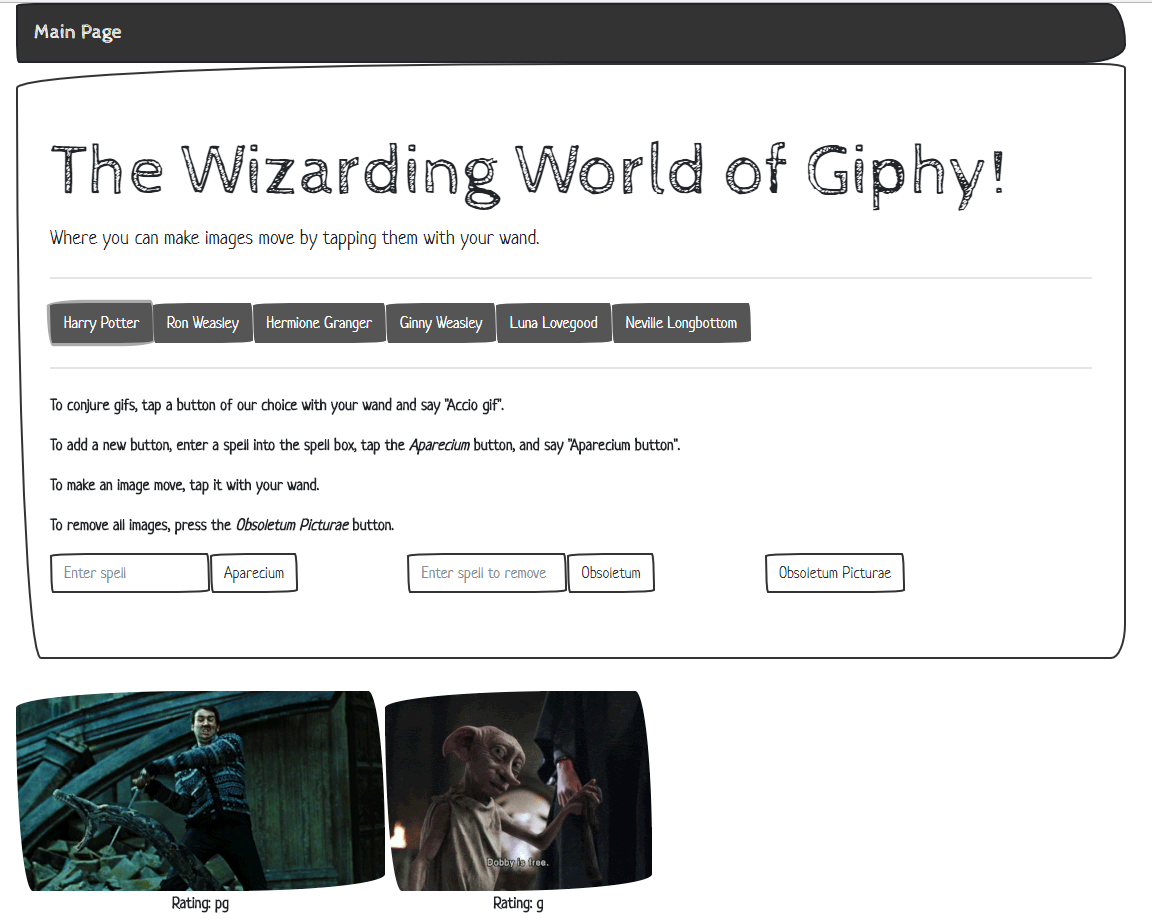 Main Page
The Wizarding World of Giphy!
Where you can make images move by tapping them with your wand.
Harry Potter Ron Weasley Hermione Granger Ginny Weasley Luna Lovegood Neville Longbottom
To conjure gifs, tap a button of our choice with your wand and say "Accio gif".
To add a new button, enter a spell into the spell box, tap the Aparecium button, and say "Aparecium button".
To make an image move, tap it with your wand.
To remove all images, press the Obsoletum Picturae button.
Enter spell Aparecium Enter spell to remove Obsoletum Obsoletum Picturae
Dobby is free.
Rating: pg Rating: g